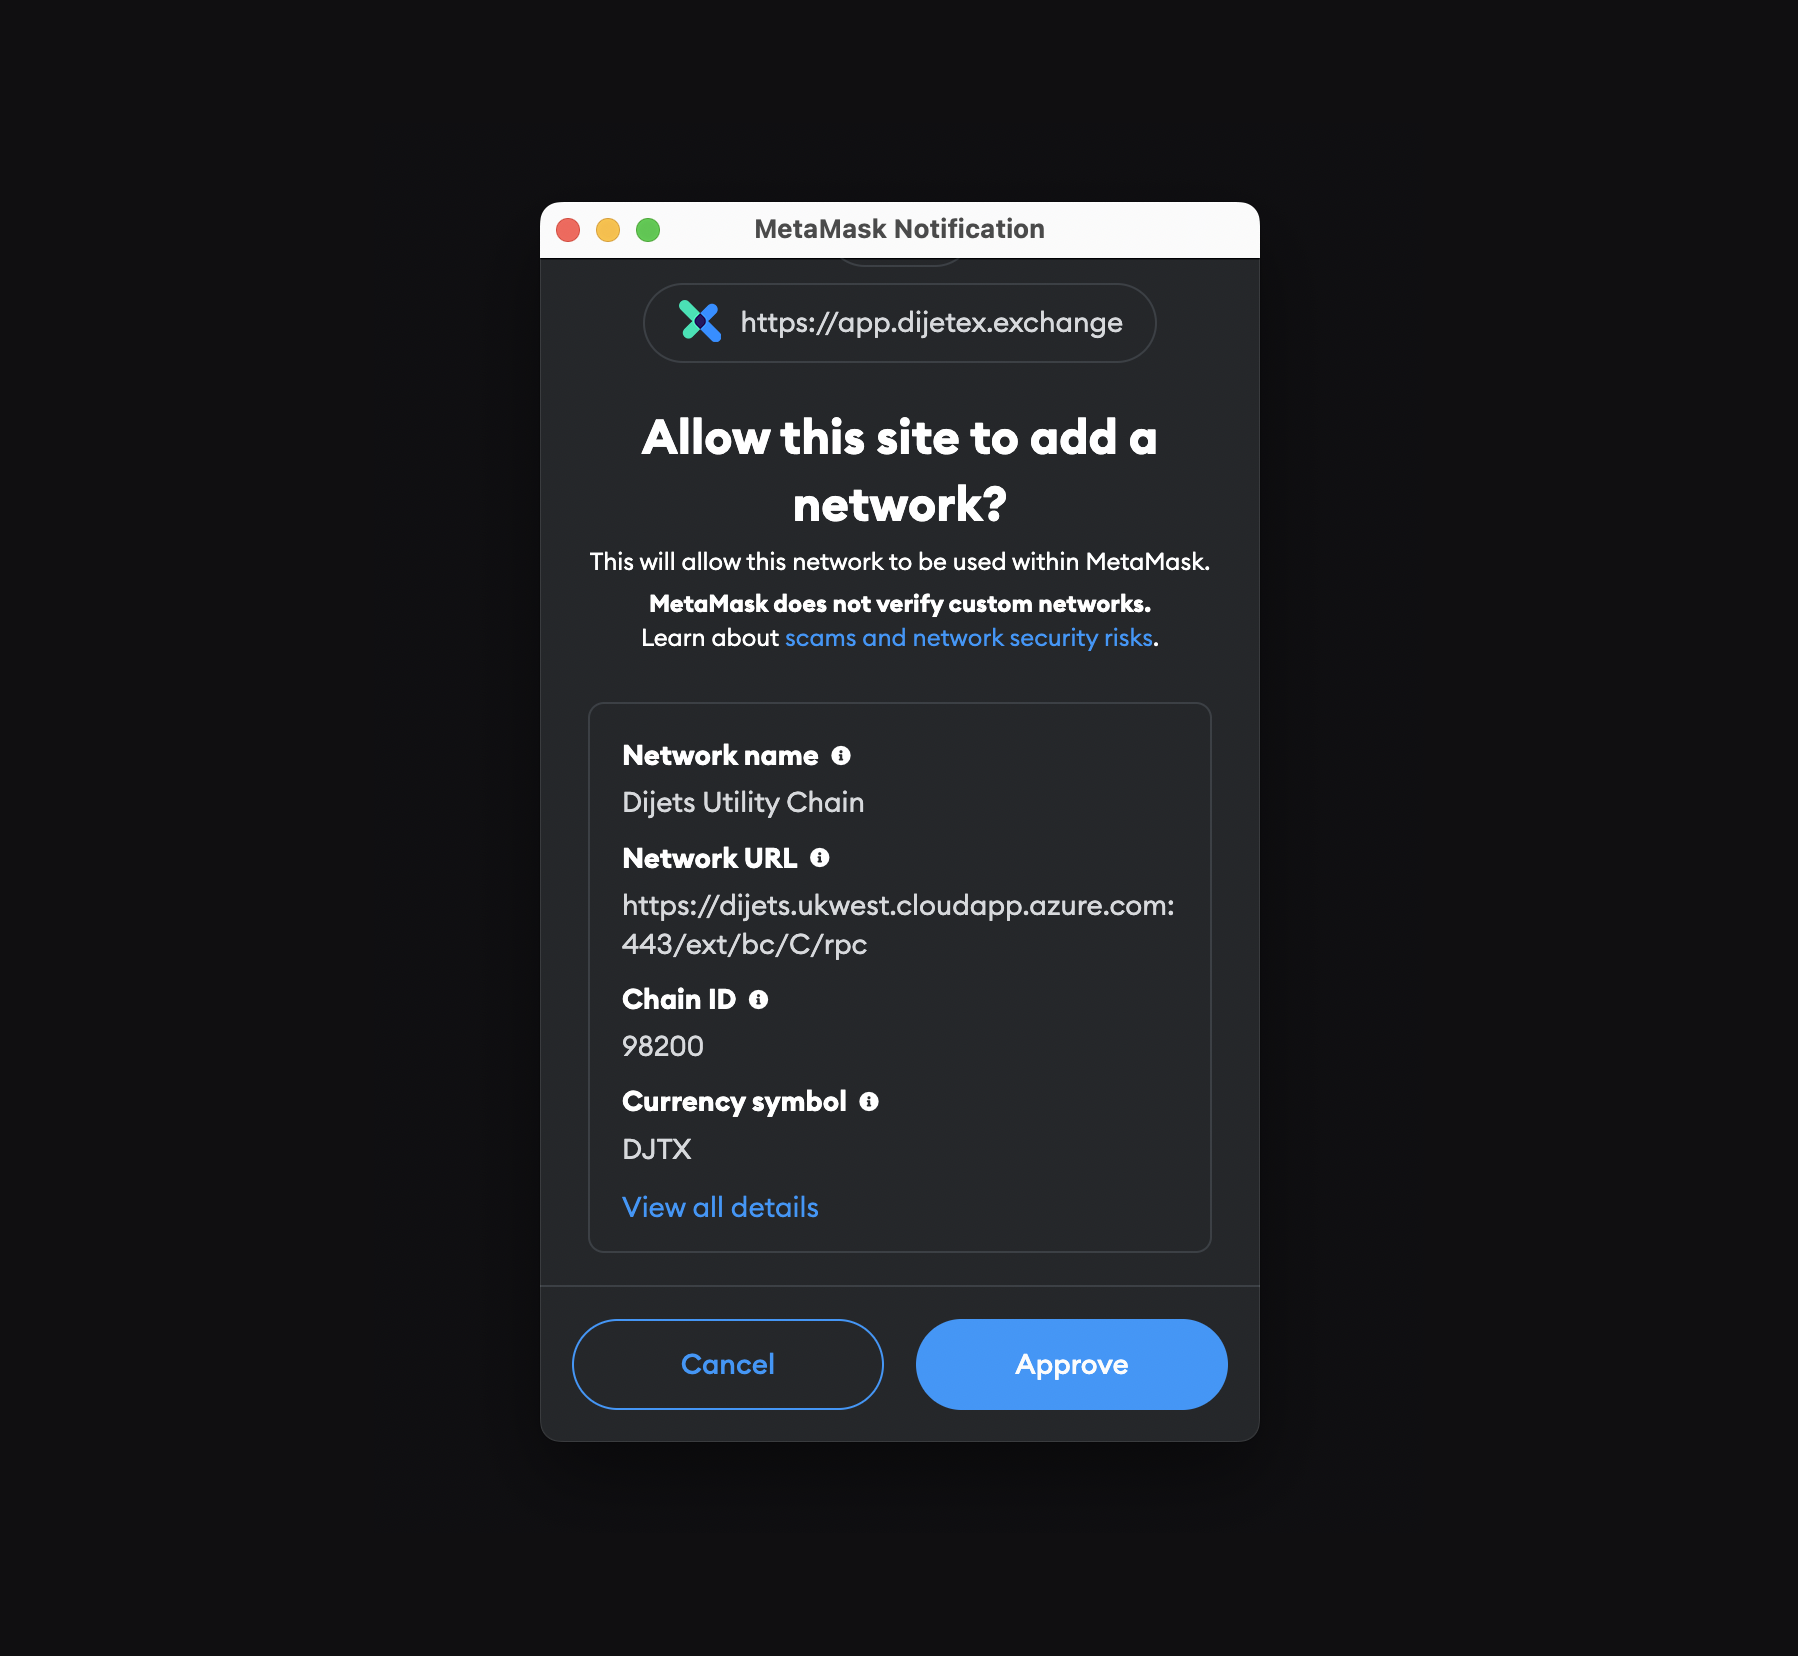 MetaMask Notification
https://app.dijetex.exchange
Allow this site to add a
network?
This will allow this network to be used within MetaMask.
MetaMask does not verify custom networks.
Learn about scams and network security risks.
Network name
Dijets Utility Chain
Network URL
https://dijets.ukwest.cloudapp.azure.com:
443/ext/bc/C/rpc
Chain ID
98200
Currency symbol
DJTX
View all details
Cancel
Approve